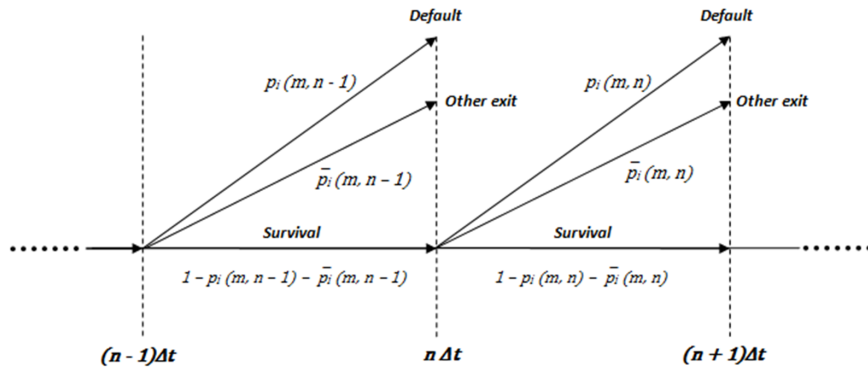 Default
Default
pᵢ (m, n - 1)
pᵢ (m, n)
Other exit
Other exit
p̄ᵢ (m, n – 1)
p̄ᵢ (m, n)
Survival
Survival
1 – pᵢ (m, n – 1) – p̄ᵢ (m, n – 1)
1 – pᵢ (m, n) – p̄ᵢ (m, n)
(n - 1)Δt
n Δt
(n + 1)Δt